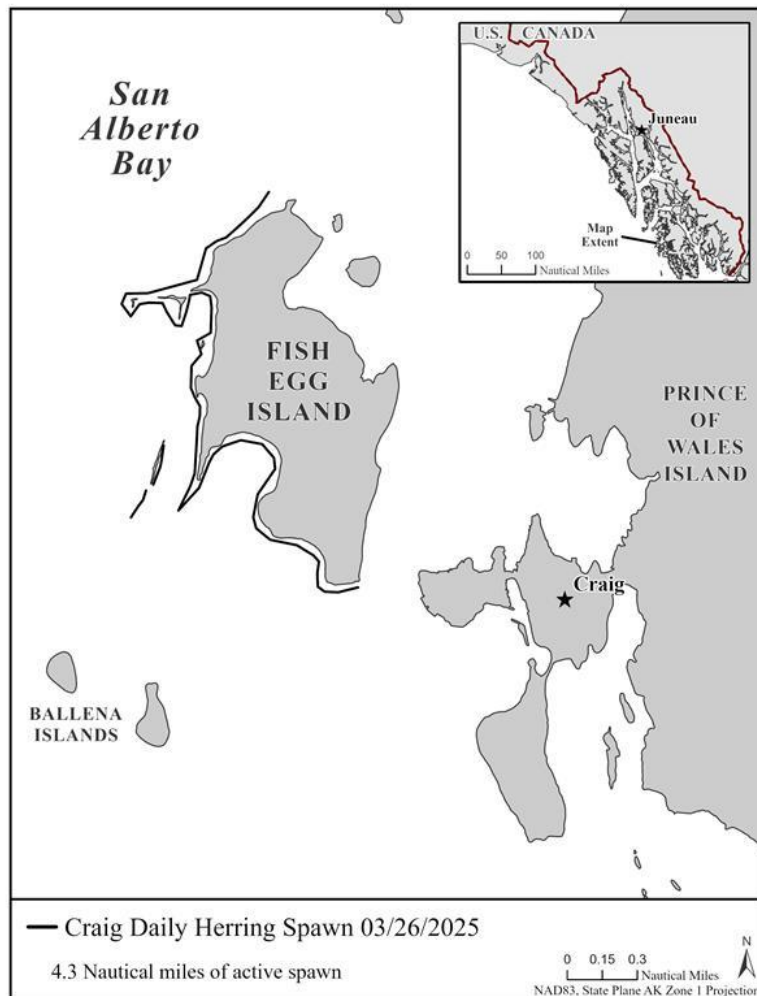 San
Alberto
Bay
U.S. CANADA
Juneau
Map
Extent
0 50 100
Nautical Miles
FISH
EGG
ISLAND
PRINCE
OF
WALES
ISLAND
Craig
BALLENA
ISLANDS
Craig Daily Herring Spawn 03/26/2025
4.3 Nautical miles of active spawn
N
0 0.15 0.3
Nautical Miles
NAD83, State Plane AK Zone 1 Projection